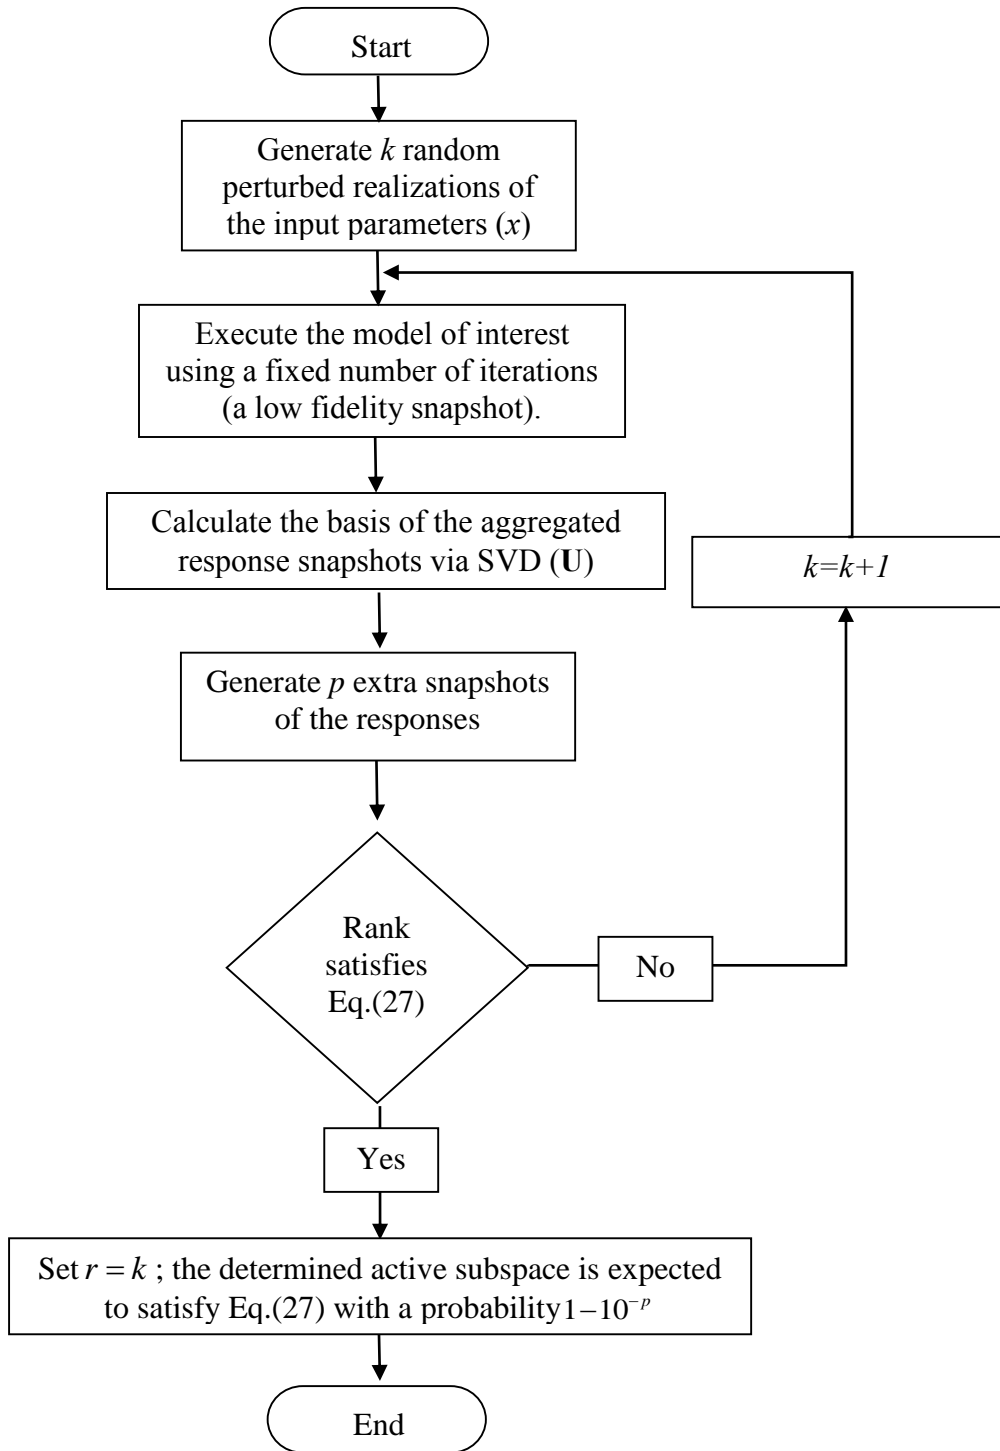 Start
Generate k random
perturbed realizations of
the input parameters (x)
Execute the model of interest
using a fixed number of iterations
(a low fidelity snapshot).
Calculate the basis of the aggregated
response snapshots via SVD (U)
k=k+1
Generate p extra snapshots
of the responses
Rank
satisfies
Eq.(27)
No
Yes
Set r = k ; the determined active subspace is expected
to satisfy Eq.(27) with a probability 1−10⁻ᵖ
End